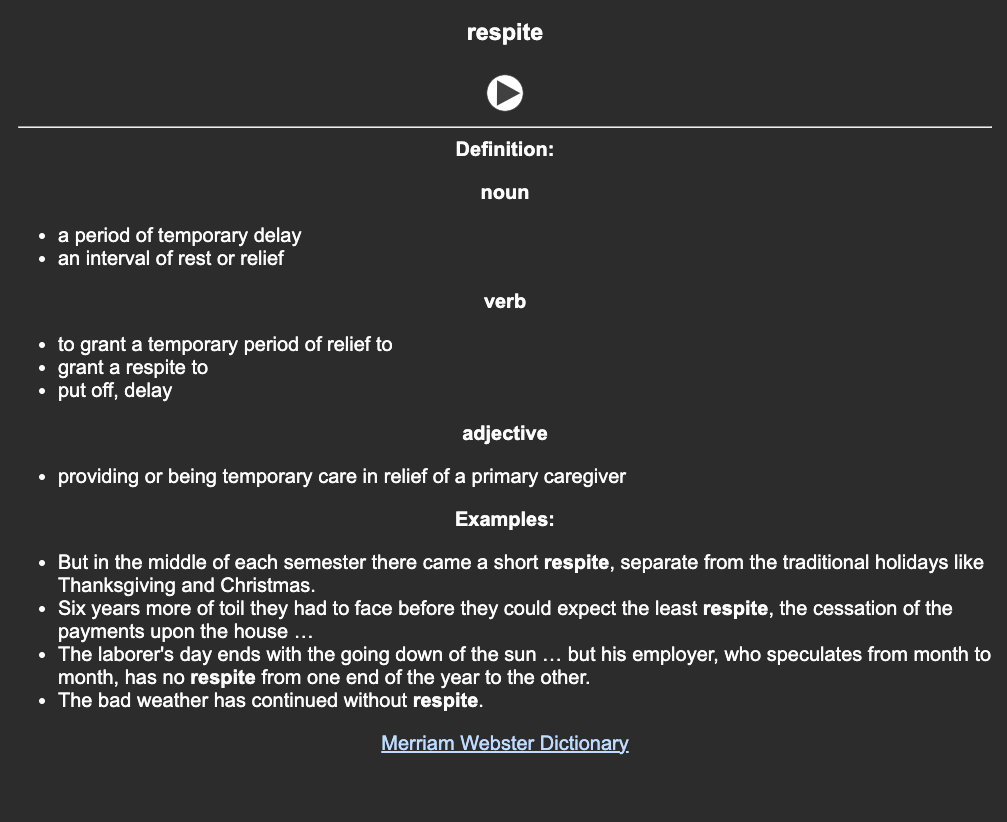 respite
Definition:
noun
• a period of temporary delay
• an interval of rest or relief
verb
• to grant a temporary period of relief to
• grant a respite to
• put off, delay
adjective
• providing or being temporary care in relief of a primary caregiver
Examples:
• But in the middle of each semester there came a short respite, separate from the traditional holidays like
Thanksgiving and Christmas.
• Six years more of toil they had to face before they could expect the least respite, the cessation of the
payments upon the house …
• The laborer's day ends with the going down of the sun … but his employer, who speculates from month to
month, has no respite from one end of the year to the other.
• The bad weather has continued without respite.
Merriam Webster Dictionary